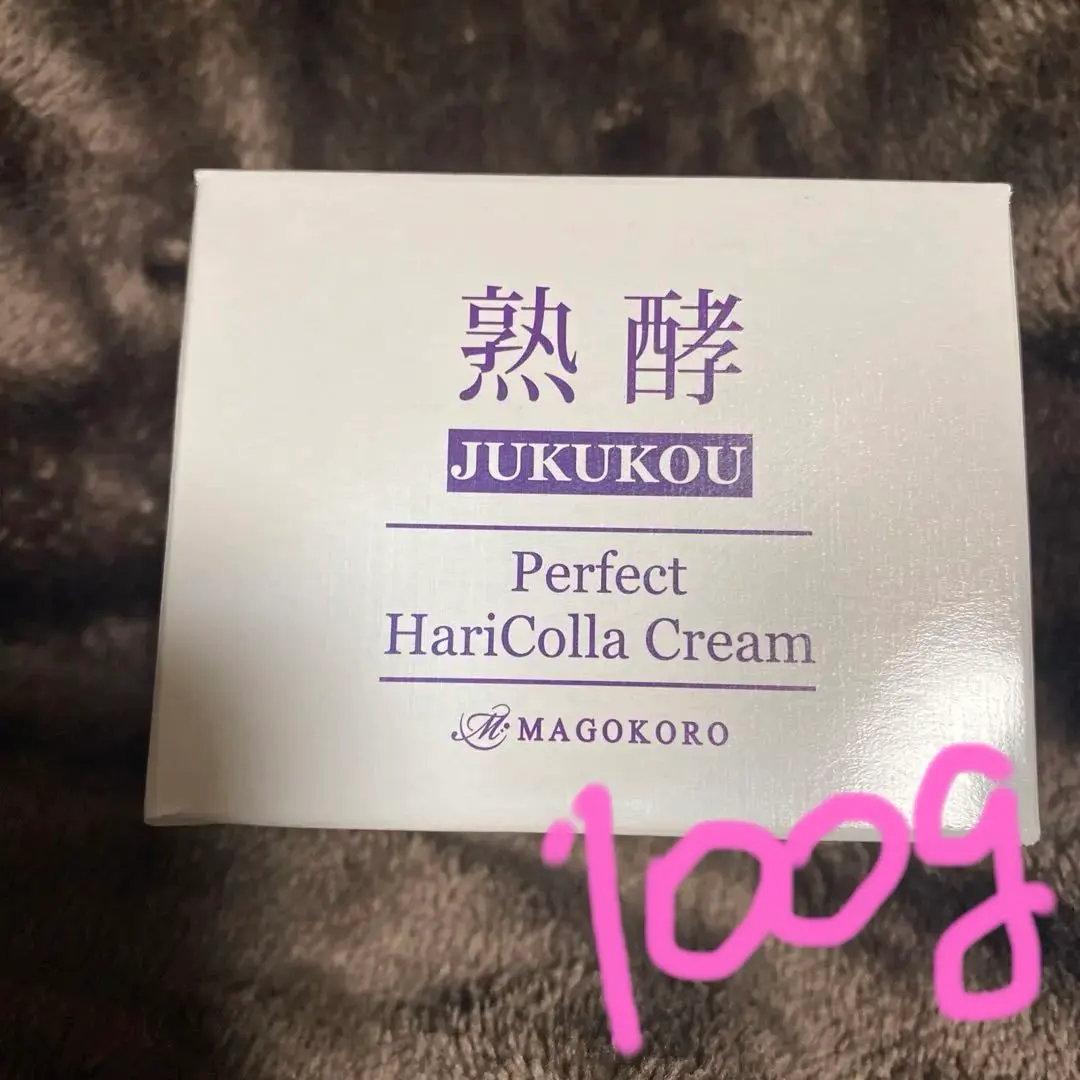 熟酵
JUKUKOU
Perfect
HariColla Cream
M MAGOKORO
100g